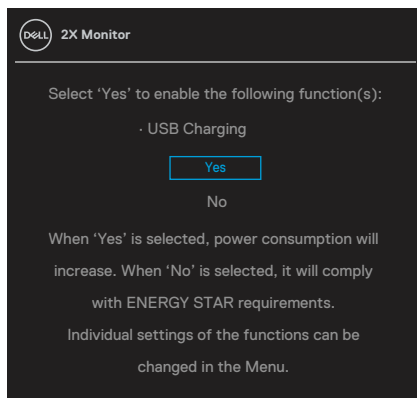 DELL 2X Monitor
Select ‘Yes’ to enable the following function(s):
· USB Charging
Yes
No
When ‘Yes’ is selected, power consumption will
increase. When ‘No’ is selected, it will comply
with ENERGY STAR requirements.
Individual settings of the functions can be
changed in the Menu.